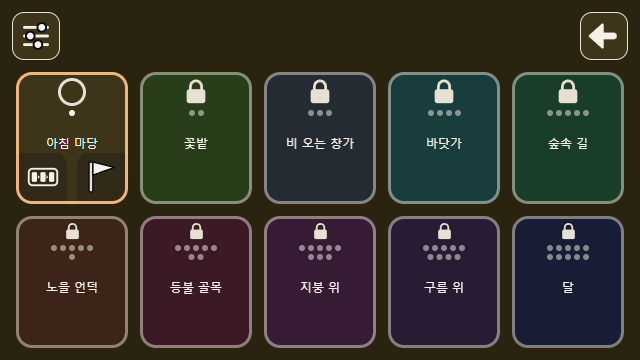 아침 마당
꽃밭
비 오는 창가
바닷가
숲속 길
노을 언덕
등불 골목
지붕 위
구름 위
달